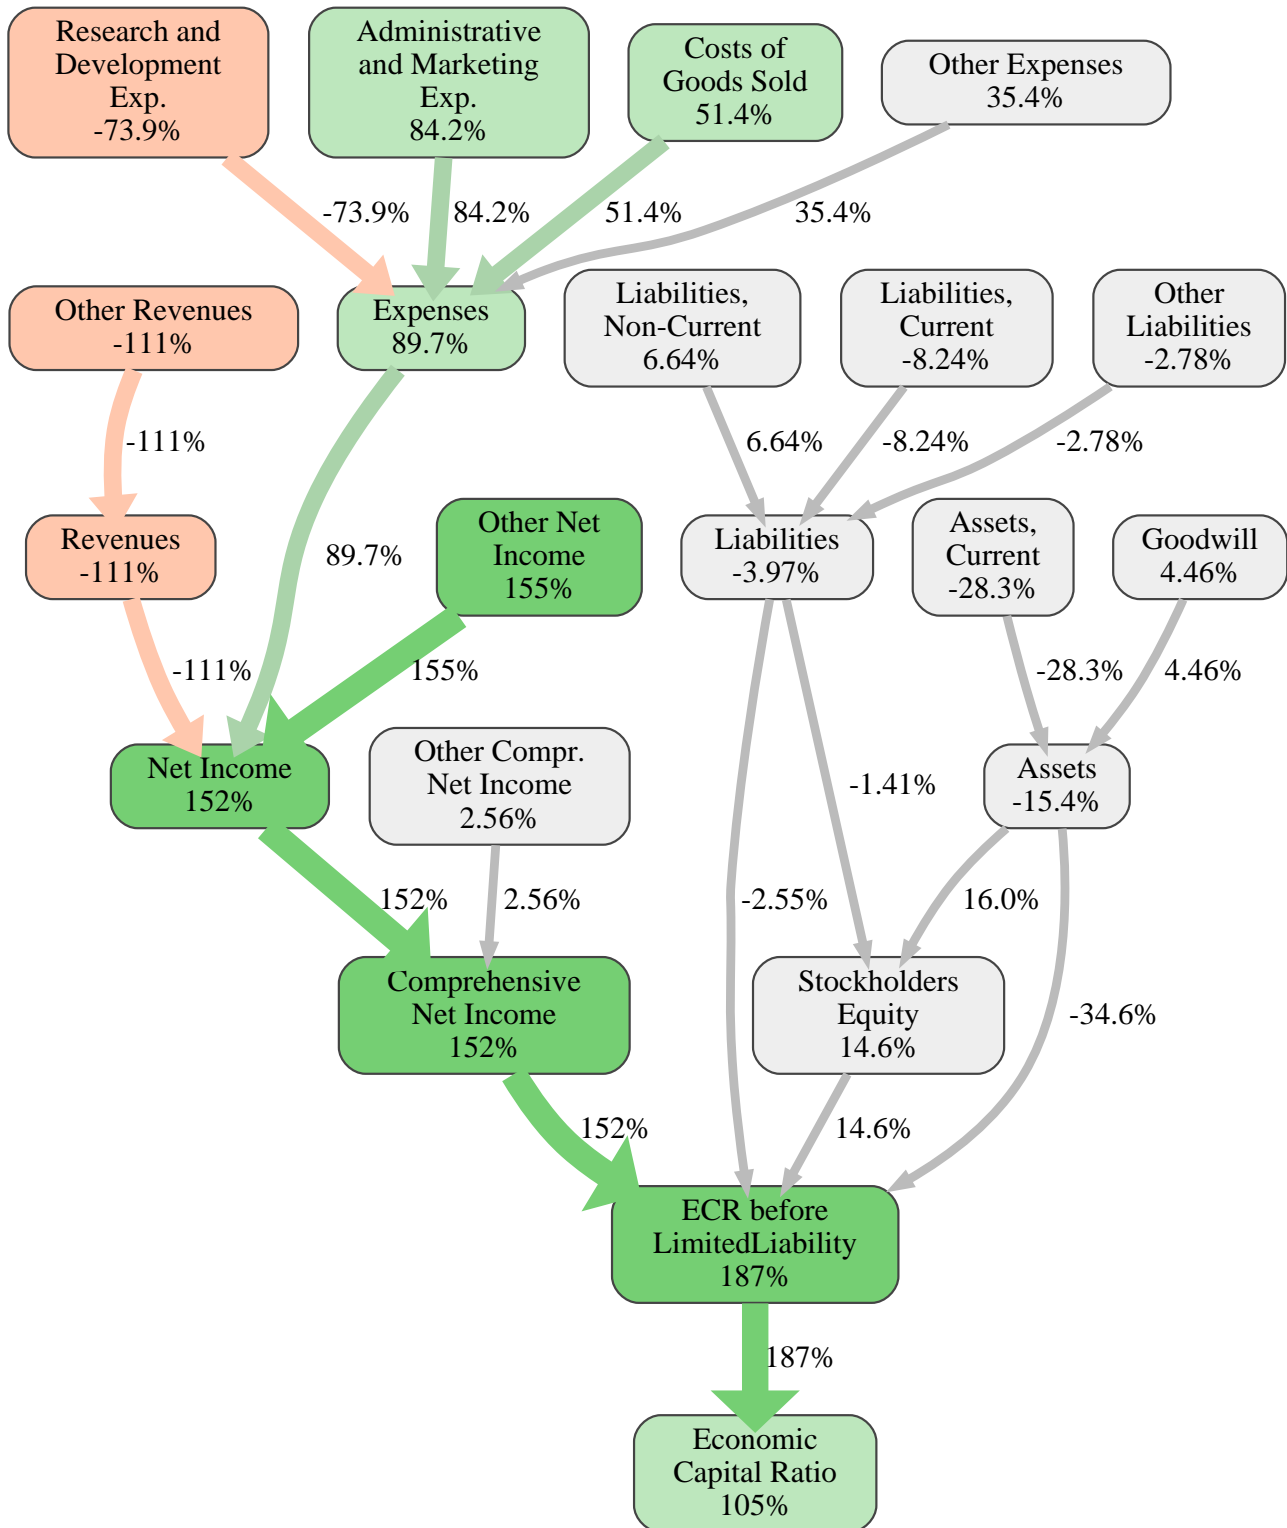 Research and
Development
Exp.
-73.9%
Administrative
and Marketing
Exp.
84.2%
Costs of
Goods Sold
51.4%
Other Expenses
35.4%
-73.9%
84.2%
51.4%
35.4%
Other Revenues
-111%
Expenses
89.7%
Liabilities,
Non-Current
6.64%
Liabilities,
Current
-8.24%
Other
Liabilities
-2.78%
-111%
6.64%
-8.24%
-2.78%
Revenues
-111%
89.7%
Other Net
Income
155%
Liabilities
-3.97%
Assets,
Current
-28.3%
Goodwill
4.46%
-111%
155%
-28.3%
4.46%
Net Income
152%
Other Compr.
Net Income
2.56%
-1.41%
Assets
-15.4%
152%
2.56%
-2.55%
16.0%
Comprehensive
Net Income
152%
Stockholders
Equity
14.6%
-34.6%
152%
14.6%
ECR before
LimitedLiability
187%
187%
Economic
Capital Ratio
105%